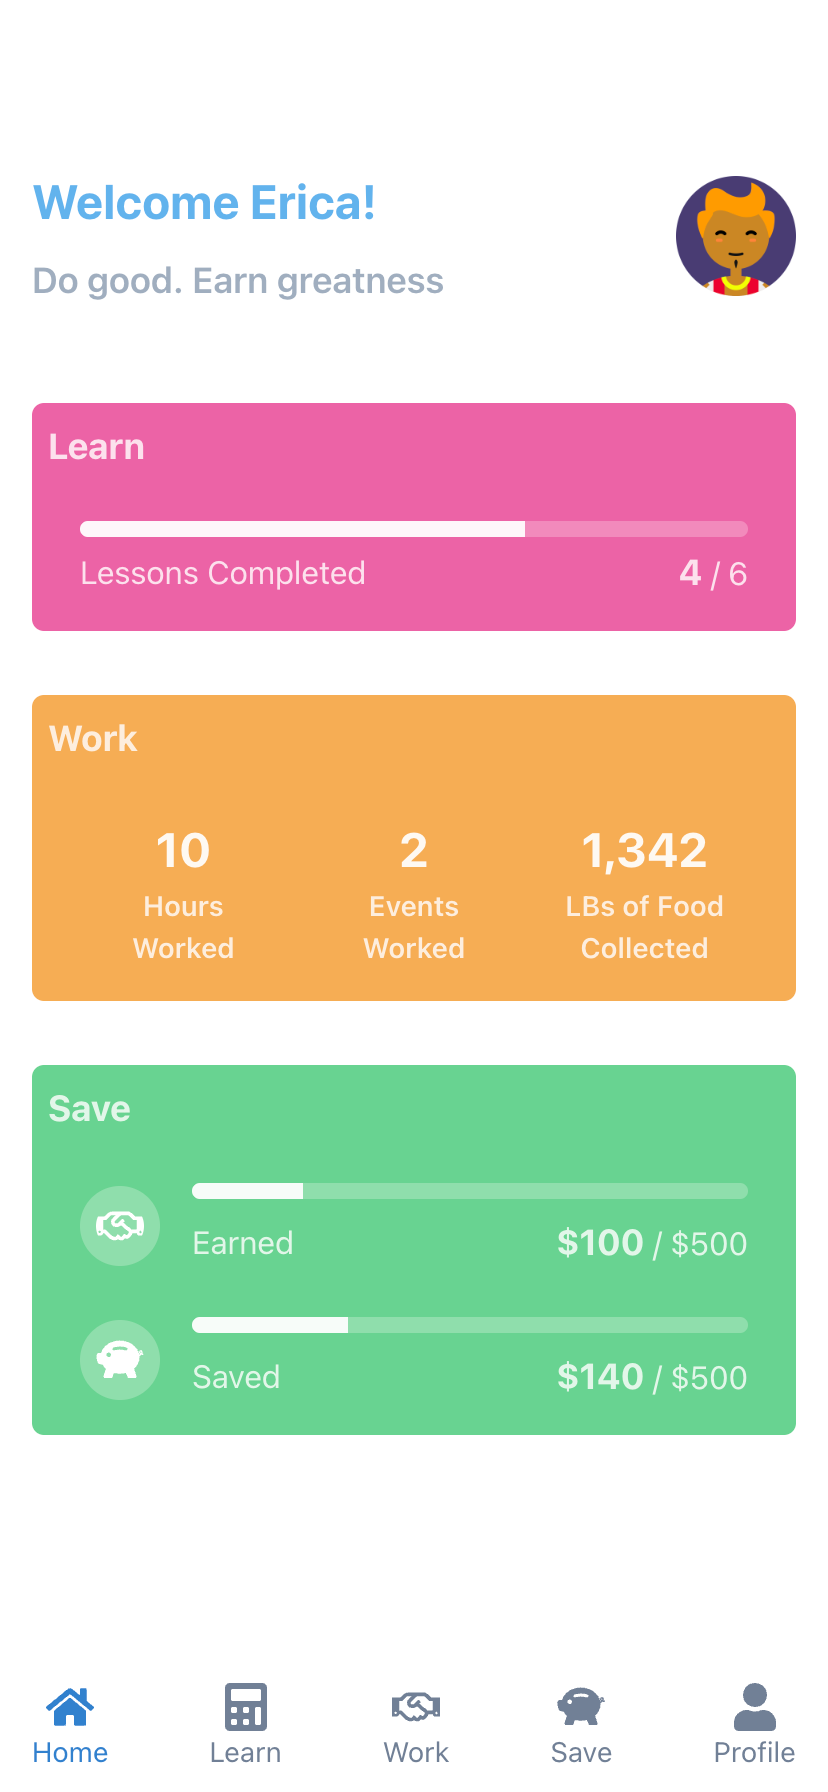 Welcome Erica!
Do good. Earn greatness
Learn
Lessons Completed 4 / 6
Work
10 2 1,342
Hours Events LBs of Food
Worked Worked Collected
Save
Earned $100 / $500
Saved $140 / $500
Home Learn Work Save Profile